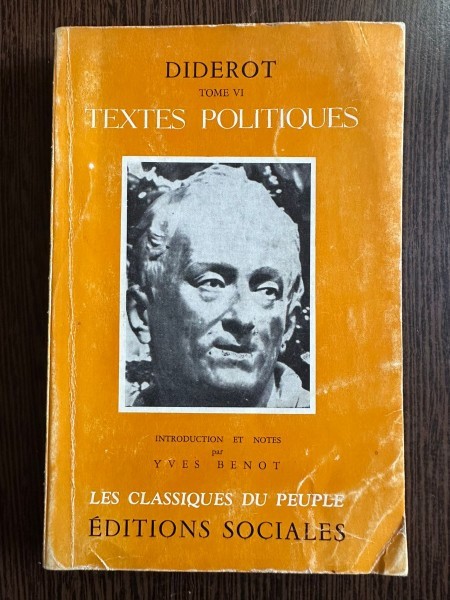 DIDEROT
TOME VI
TEXTES POLITIQUES
INTRODUCTION ET NOTES
par
YVES BENOT
LES CLASSIQUES DU PEUPLE
ÉDITIONS SOCIALES